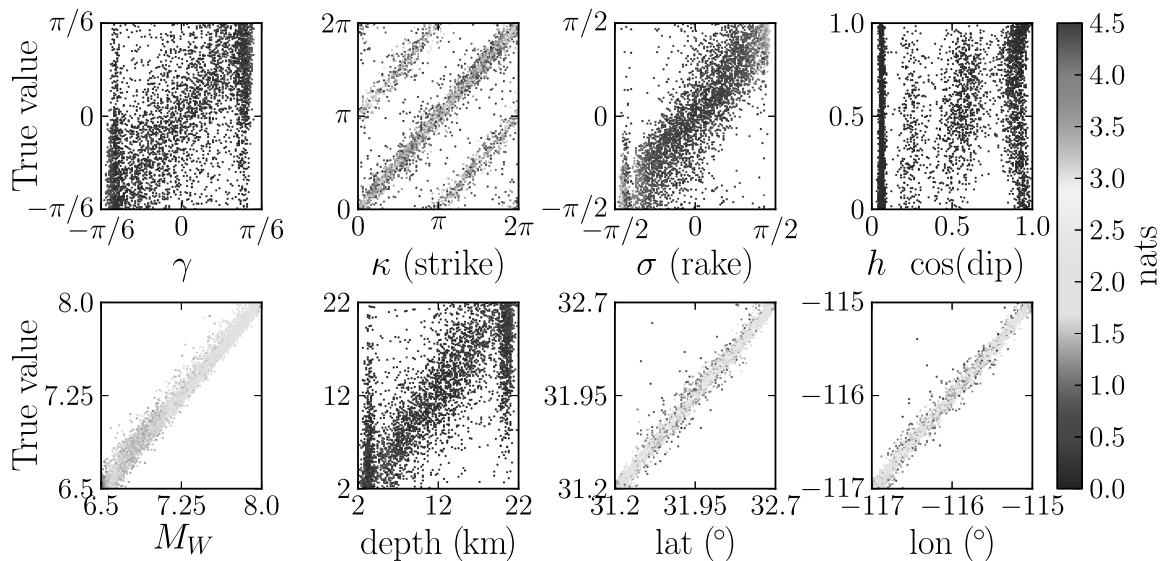 True value
π/6
0
−π/6
−π/6 0 π/6
γ
2π
π
0
0 π 2π
κ (strike)
π/2
0
−π/2
−π/2 0 π/2
σ (rake)
1.0
0.5
0
0 0.5 1.0
h cos(dip)
True value
8.0
7.25
6.5
6.5 7.25 8.0
M_W
22
12
2
2 12 22
depth (km)
32.7
31.95
31.2
31.2 31.95 32.7
lat (°)
−115
−116
−117
−117 −116 −115
lon (°)
4.5
4.0
3.5
3.0
2.5
2.0
1.5
1.0
0.5
0.0
nats